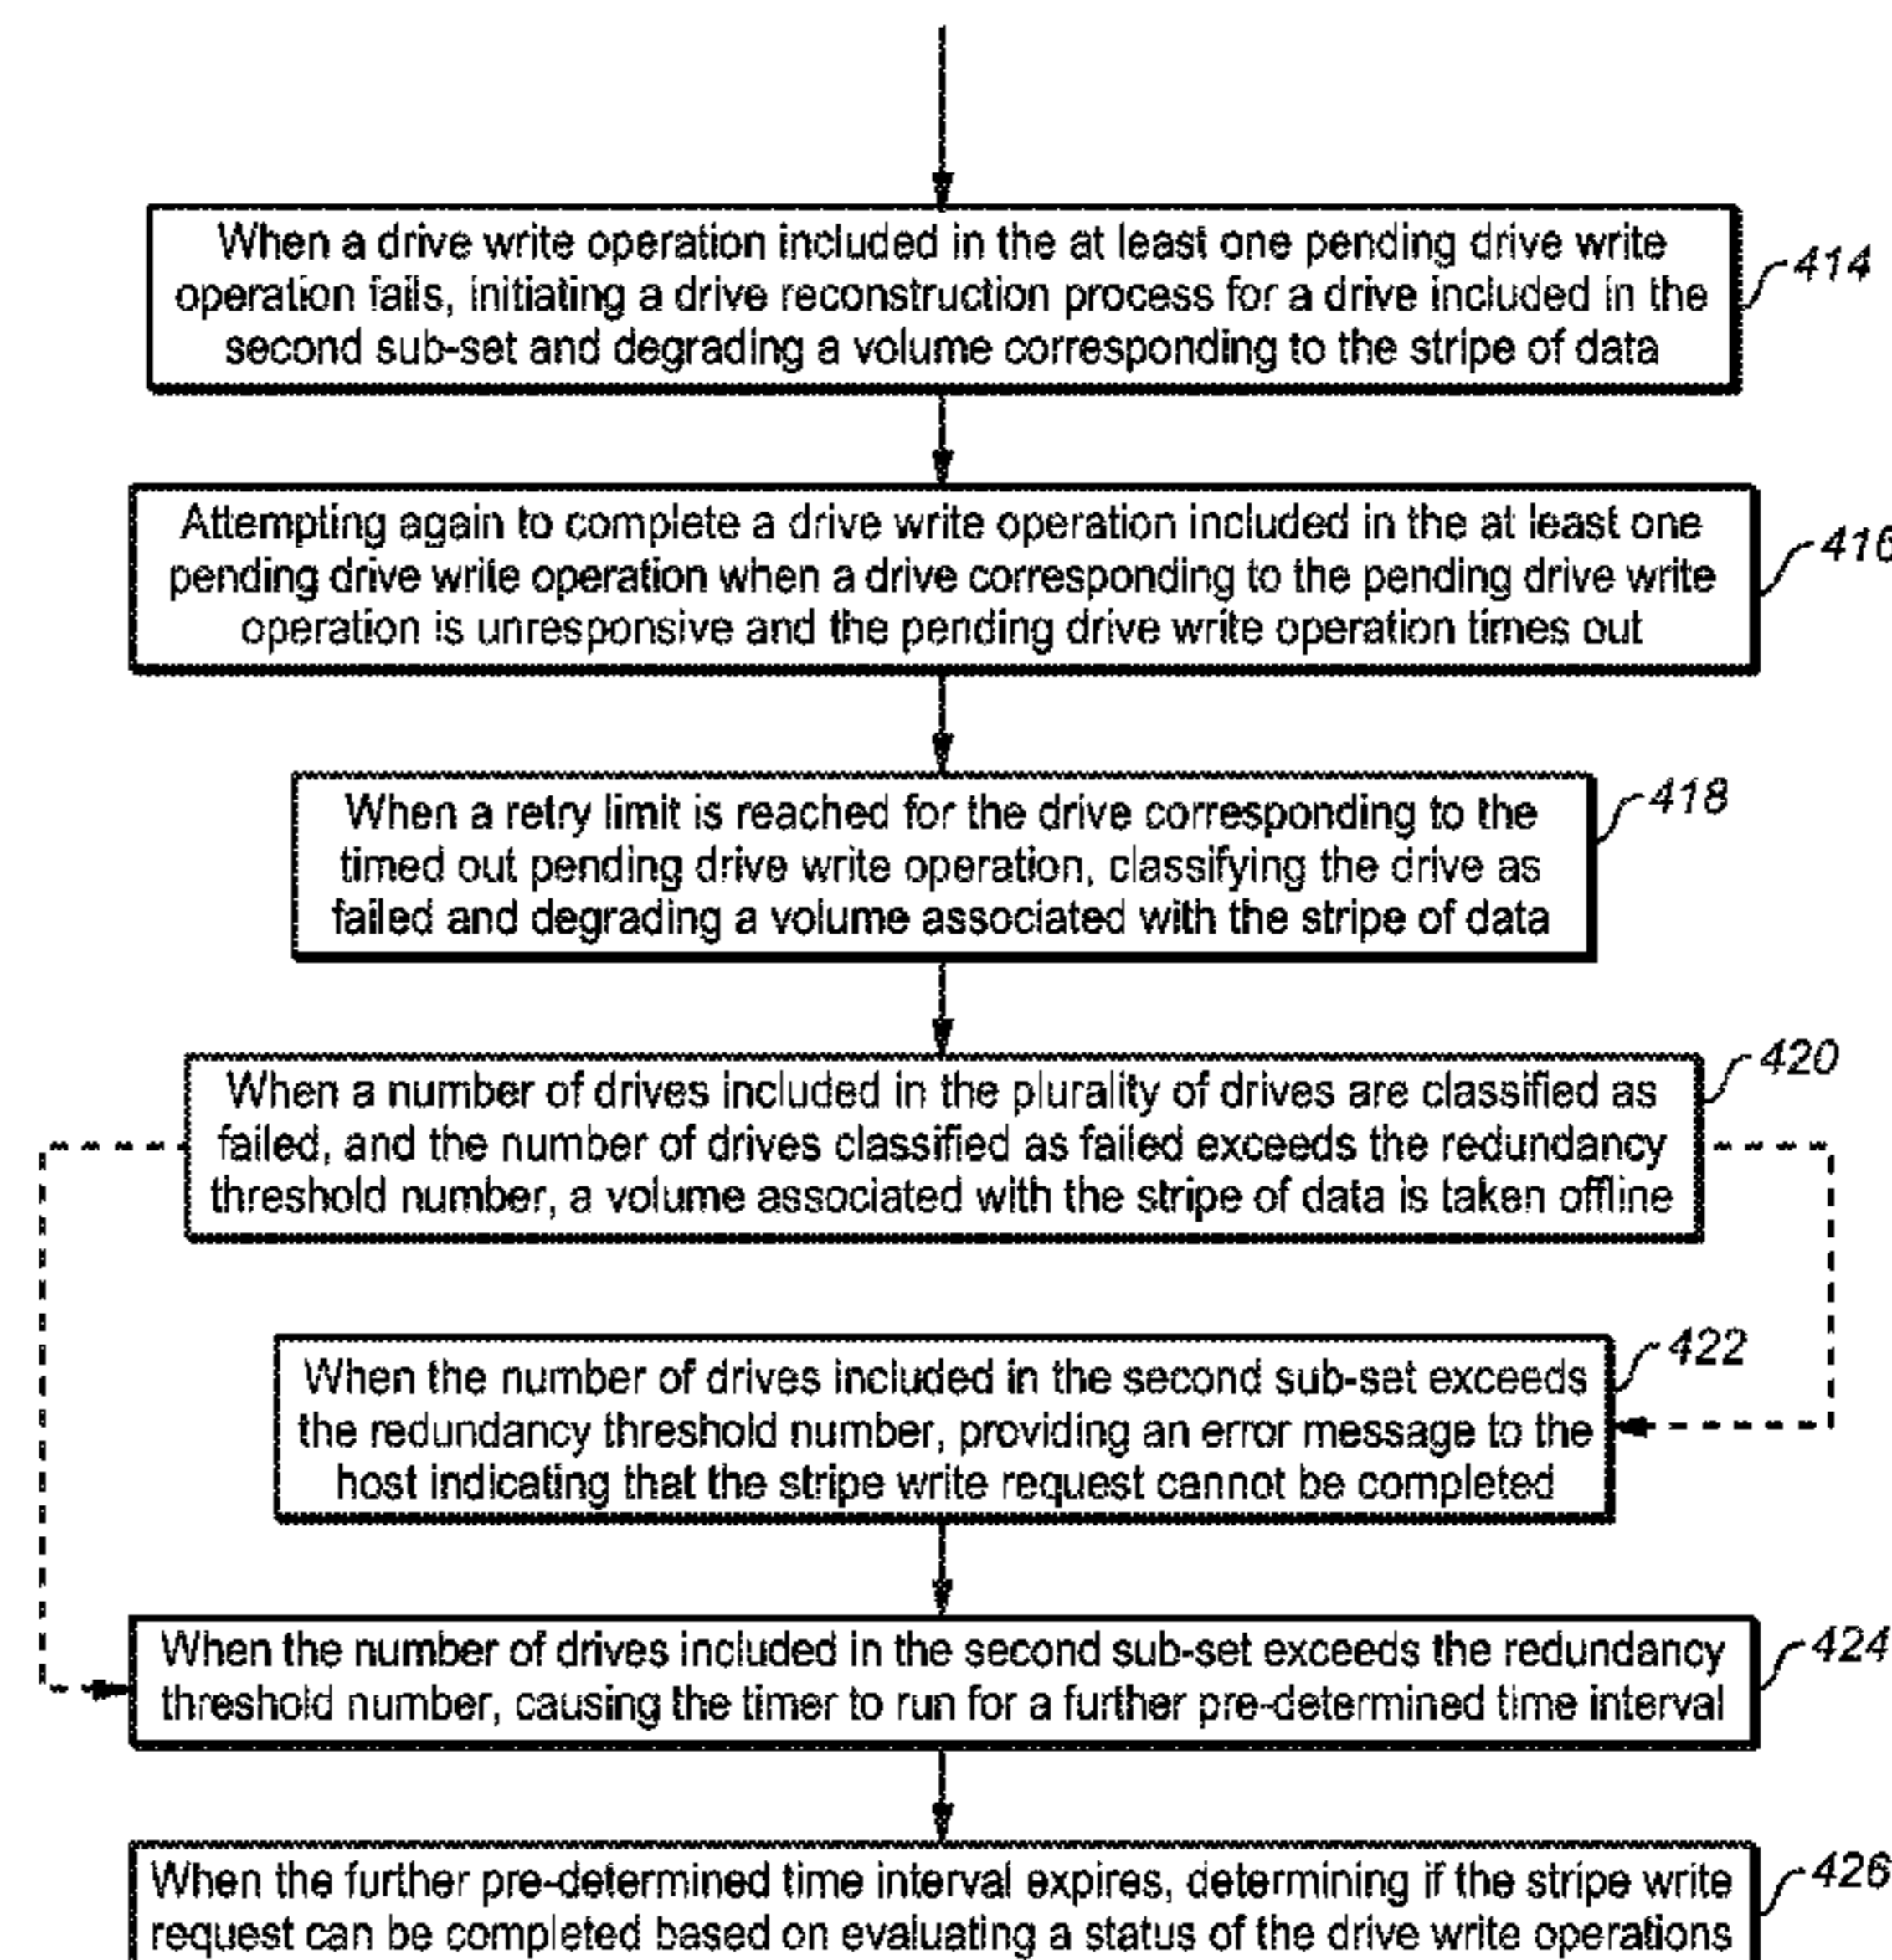 When a drive write operation included in the at least one pending drive write
operation fails, initiating a drive reconstruction process for a drive included in the
second sub-set and degrading a volume corresponding to the stripe of data
414
Attempting again to complete a drive write operation included in the at least one
pending drive write operation when a drive corresponding to the pending drive write
operation is unresponsive and the pending drive write operation times out
416
When a retry limit is reached for the drive corresponding to the
timed out pending drive write operation, classifying the drive as
failed and degrading a volume associated with the stripe of data
418
When a number of drives included in the plurality of drives are classified as
failed, and the number of drives classified as failed exceeds the redundancy
threshold number, a volume associated with the stripe of data is taken offline
420
When the number of drives included in the second sub-set exceeds
the redundancy threshold number, providing an error message to the
host indicating that the stripe write request cannot be completed
422
When the number of drives included in the second sub-set exceeds the redundancy
threshold number, causing the timer to run for a further pre-determined time interval
424
When the further pre-determined time interval expires, determining if the stripe write
request can be completed based on evaluating a status of the drive write operations
426